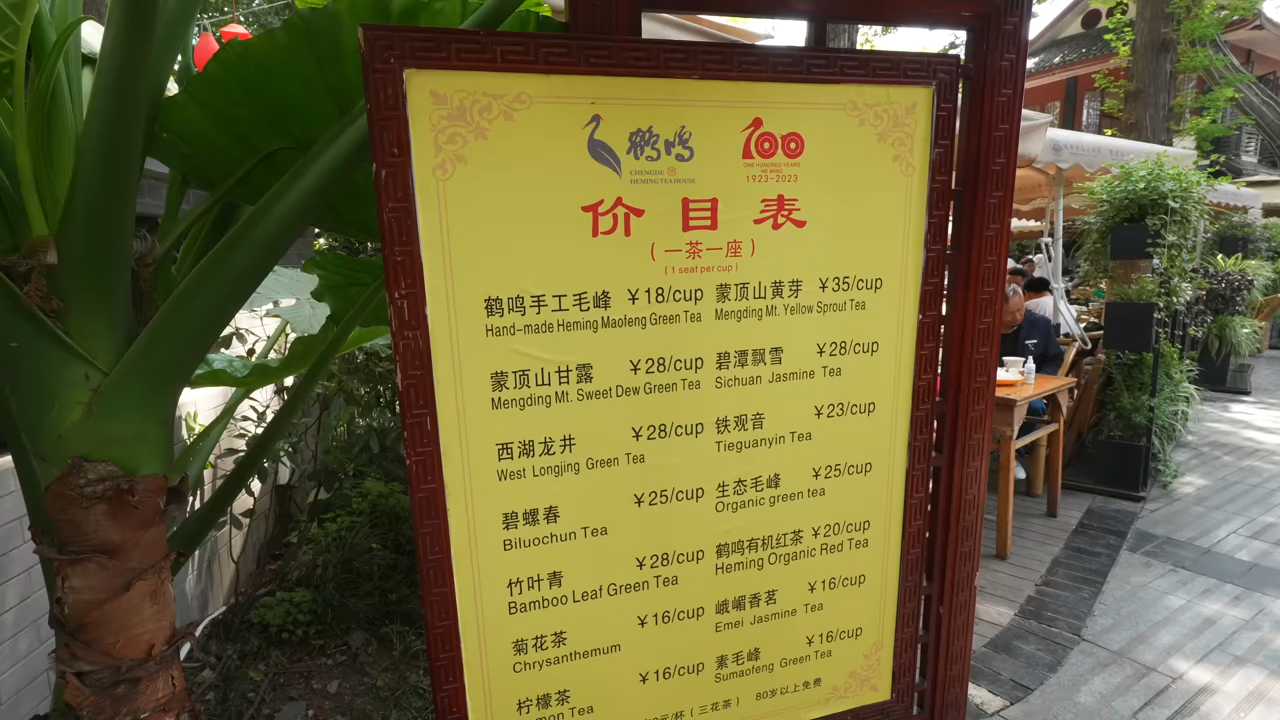 鹤鸣
CHENGDU
HEMING TEA HOUSE
100
ONE HUNDRED YEARS
HE MING
1923-2023
价目表
(一茶一座)
(1 seat per cup)
鹤鸣手工毛峰 ¥18/cup
Hand-made Heming Maofeng Green Tea
蒙顶山甘露 ¥28/cup
Mengding Mt. Sweet Dew Green Tea
西湖龙井 ¥28/cup
West Longjing Green Tea
碧螺春 ¥25/cup
Biluochun Tea
竹叶青 ¥28/cup
Bamboo Leaf Green Tea
菊花茶 ¥16/cup
Chrysanthemum
柠檬茶 ¥16/cup
mon Tea
蒙顶山黄芽 ¥35/cup
Mengding Mt. Yellow Sprout Tea
碧潭飘雪 ¥28/cup
Sichuan Jasmine Tea
铁观音 ¥23/cup
Tieguanyin Tea
生态毛峰 ¥25/cup
Organic green tea
鹤鸣有机红茶 ¥20/cup
Heming Organic Red Tea
峨嵋香茗 ¥16/cup
Emei Jasmine Tea
素毛峰 ¥16/cup
Sumaofeng Green Tea
元/杯(三花茶) 80岁以上免费